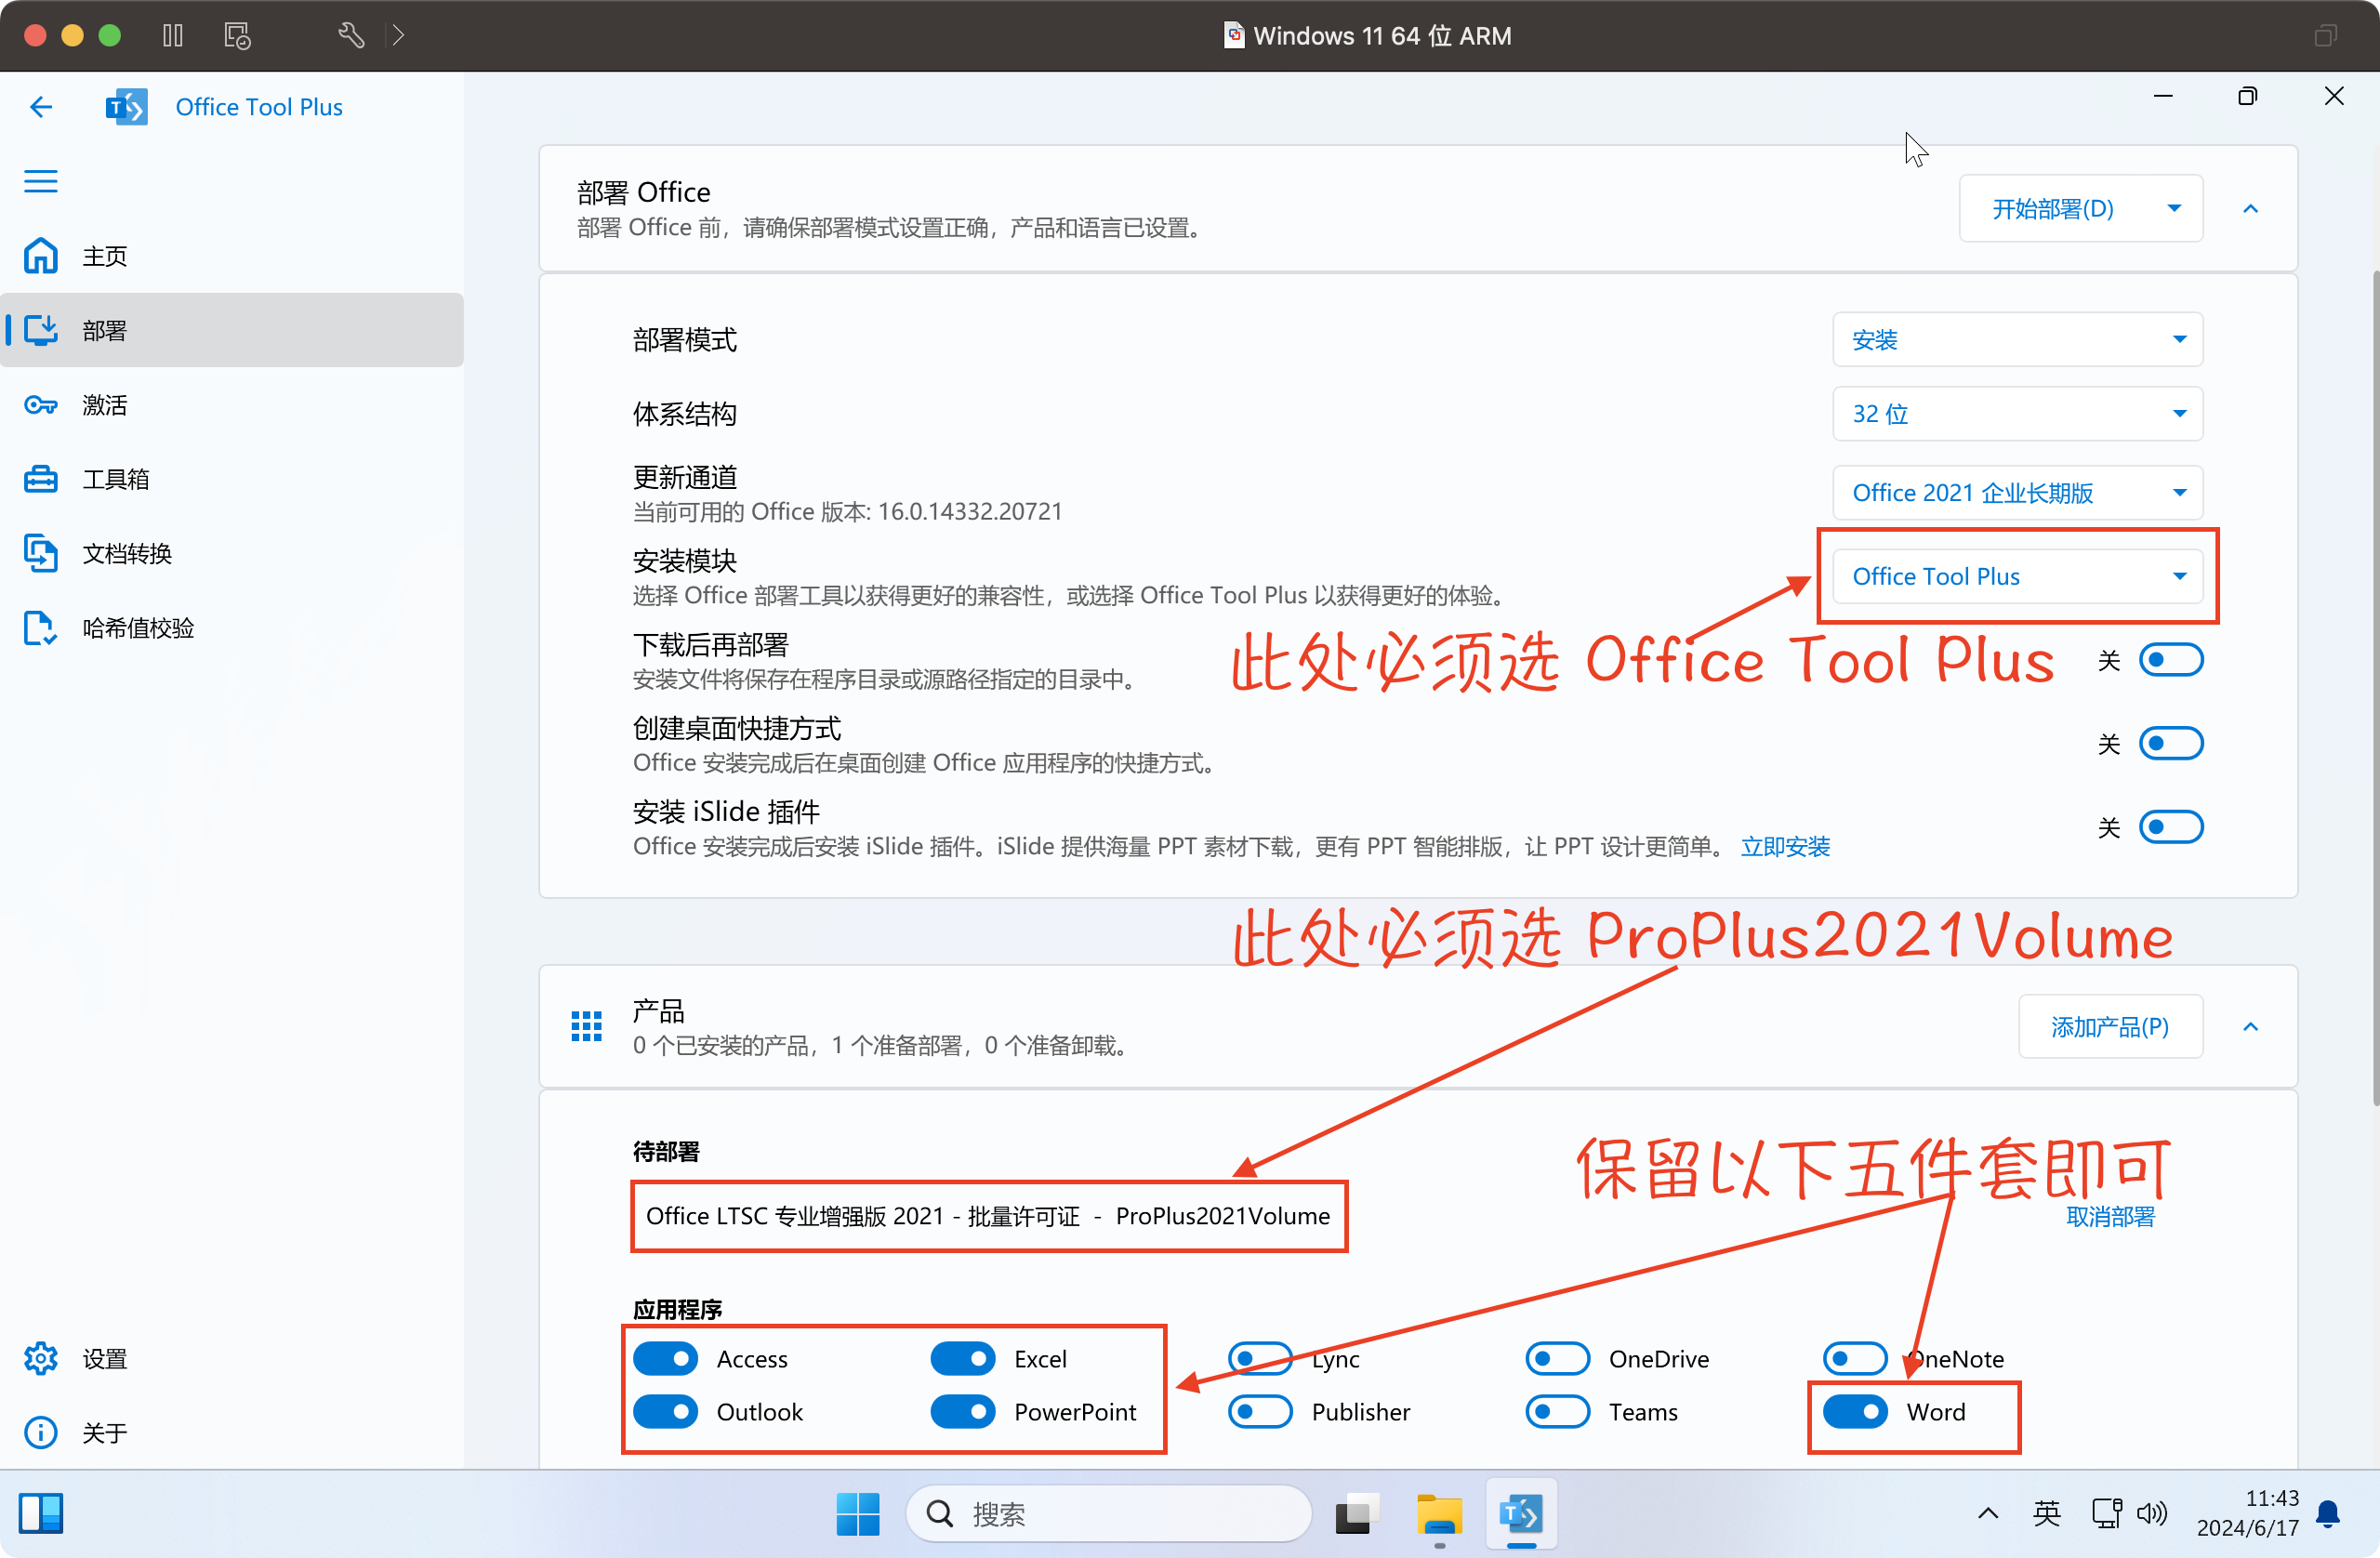 Windows 11 64 位 ARM
Office Tool Plus
主页
部署
激活
工具箱
文档转换
哈希值校验
设置
关于
部署 Office
部署 Office 前，请确保部署模式设置正确，产品和语言已设置。
开始部署(D)
部署模式
安装
体系结构
32 位
更新通道
当前可用的 Office 版本: 16.0.14332.20721
Office 2021 企业长期版
安装模块
选择 Office 部署工具以获得更好的兼容性，或选择 Office Tool Plus 以获得更好的体验。
Office Tool Plus
此处必须选 Office Tool Plus
下载后再部署
安装文件将保存在程序目录或源路径指定的目录中。
关
创建桌面快捷方式
Office 安装完成后在桌面创建 Office 应用程序的快捷方式。
关
安装 iSlide 插件
Office 安装完成后安装 iSlide 插件。iSlide 提供海量 PPT 素材下载，更有 PPT 智能排版，让 PPT 设计更简单。 立即安装
关
此处必须选 ProPlus2021Volume
产品
0 个已安装的产品，1 个准备部署，0 个准备卸载。
添加产品(P)
待部署
保留以下五件套即可
Office LTSC 专业增强版 2021 - 批量许可证 - ProPlus2021Volume
取消部署
应用程序
Access Excel Lync OneDrive OneNote
Outlook PowerPoint Publisher Teams Word
搜索
英
11:43
2024/6/17